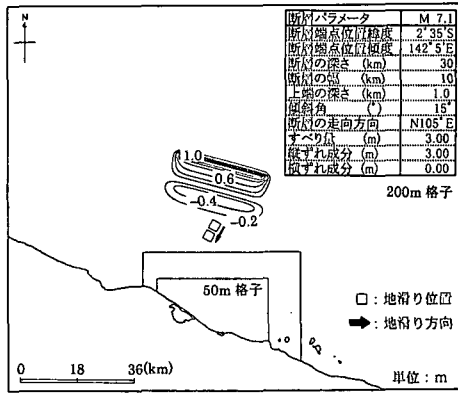 N
断層パラメータ M 7.1
断層端点位置緯度 2°35'S
断層端点位置傾度 142°5'E
断層の深さ (km) 30
断層の幅 (km) 10
上端の深さ (km) 1.0
傾斜角 (°) 15°
断層の走向方向 N105°E
すべり量 (m) 3.00
縦ずれ成分 (m) 3.00
横ずれ成分 (m) 0.00
200m 格子
1.0
0.6
-0.4
-0.2
50m 格子
□：地滑り位置
➡：地滑り方向
0 18 36(km)
単位：m